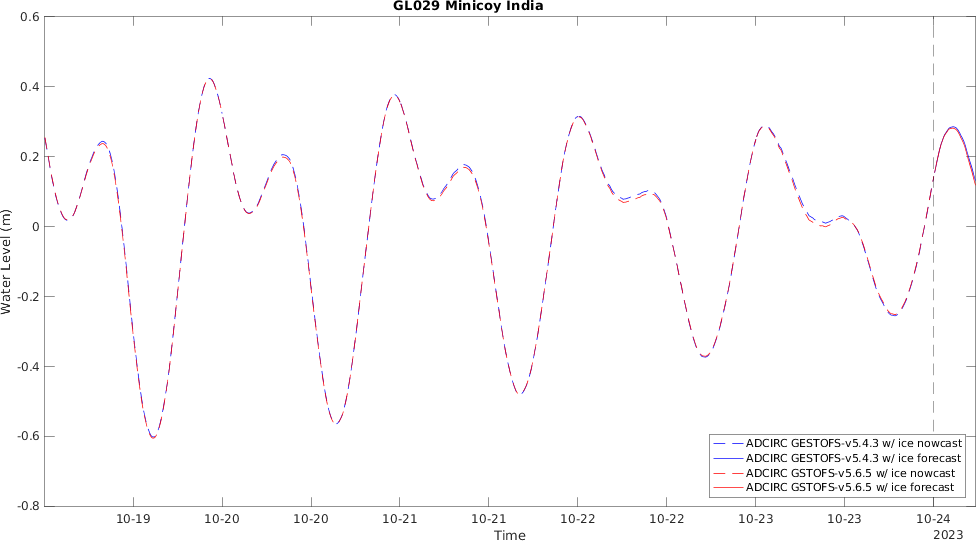 GL029 Minicoy India
0.6
0.4
0.2
0
-0.2
-0.4
-0.6
-0.8
Water Level (m)
10-19
10-20
10-20
10-21
10-21
10-22
10-22
10-23
10-23
10-24
2023
Time
ADCIRC GESTOFS-v5.4.3 w/ ice nowcast
ADCIRC GESTOFS-v5.4.3 w/ ice forecast
ADCIRC GSTOFS-v5.6.5 w/ ice nowcast
ADCIRC GSTOFS-v5.6.5 w/ ice forecast